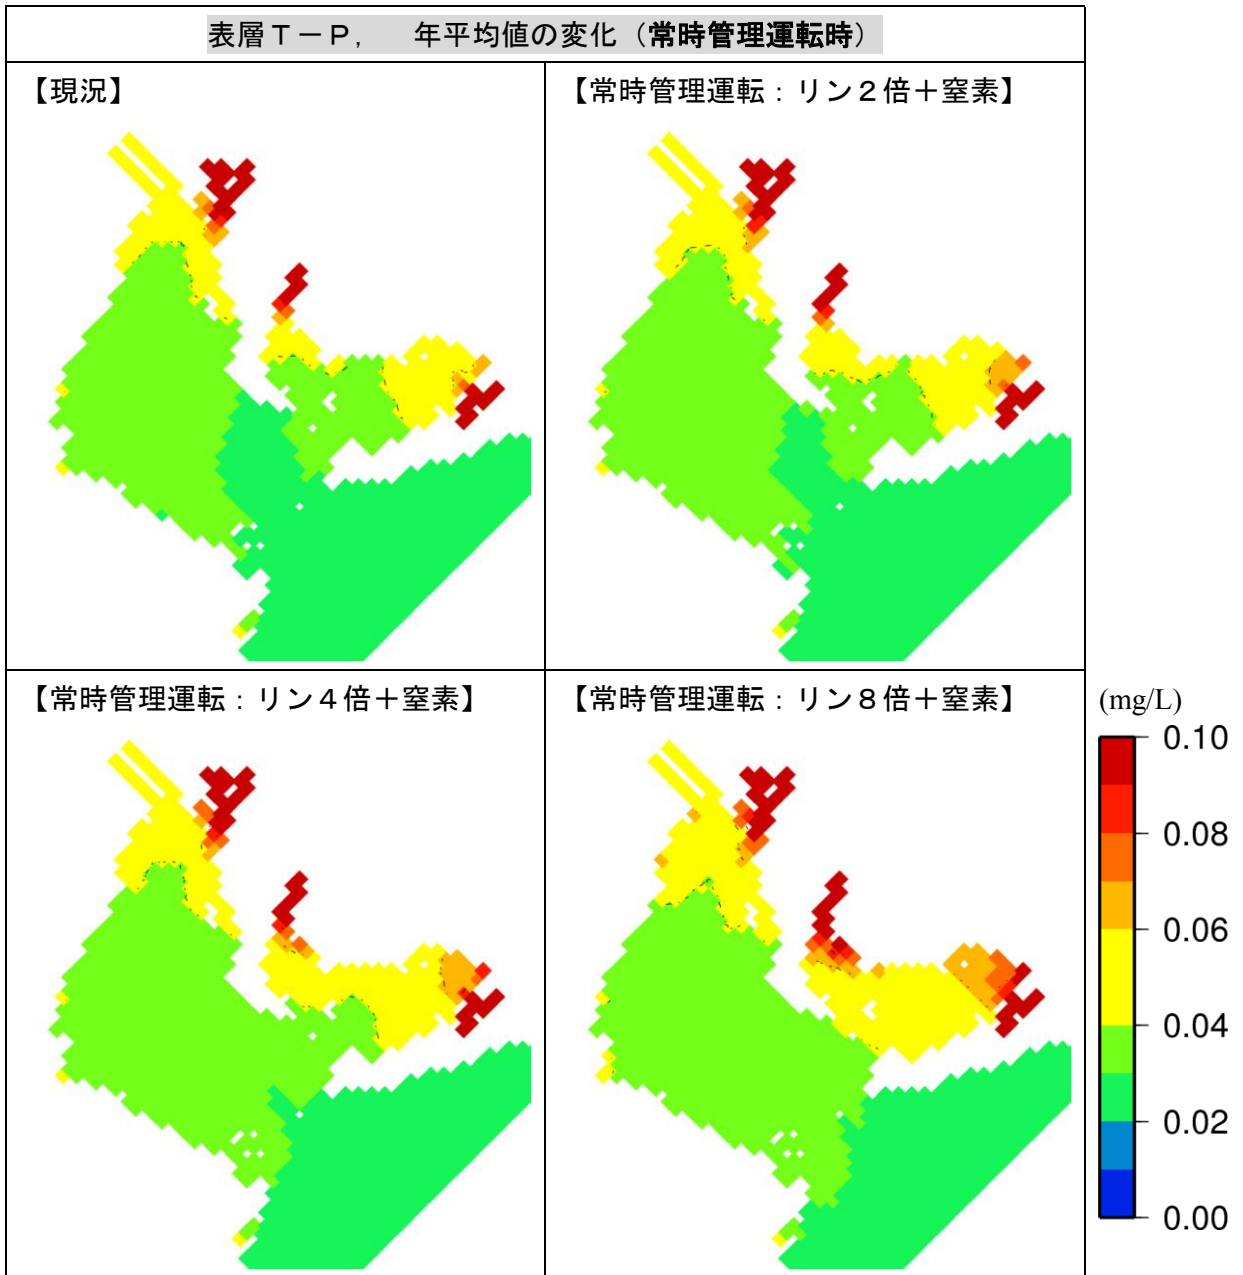 表層Ｔ－Ｐ，　年平均値の変化（常時管理運転時）
【現況】
【常時管理運転：リン２倍＋窒素】
【常時管理運転：リン４倍＋窒素】
【常時管理運転：リン８倍＋窒素】
(mg/L)
0.10
0.08
0.06
0.04
0.02
0.00